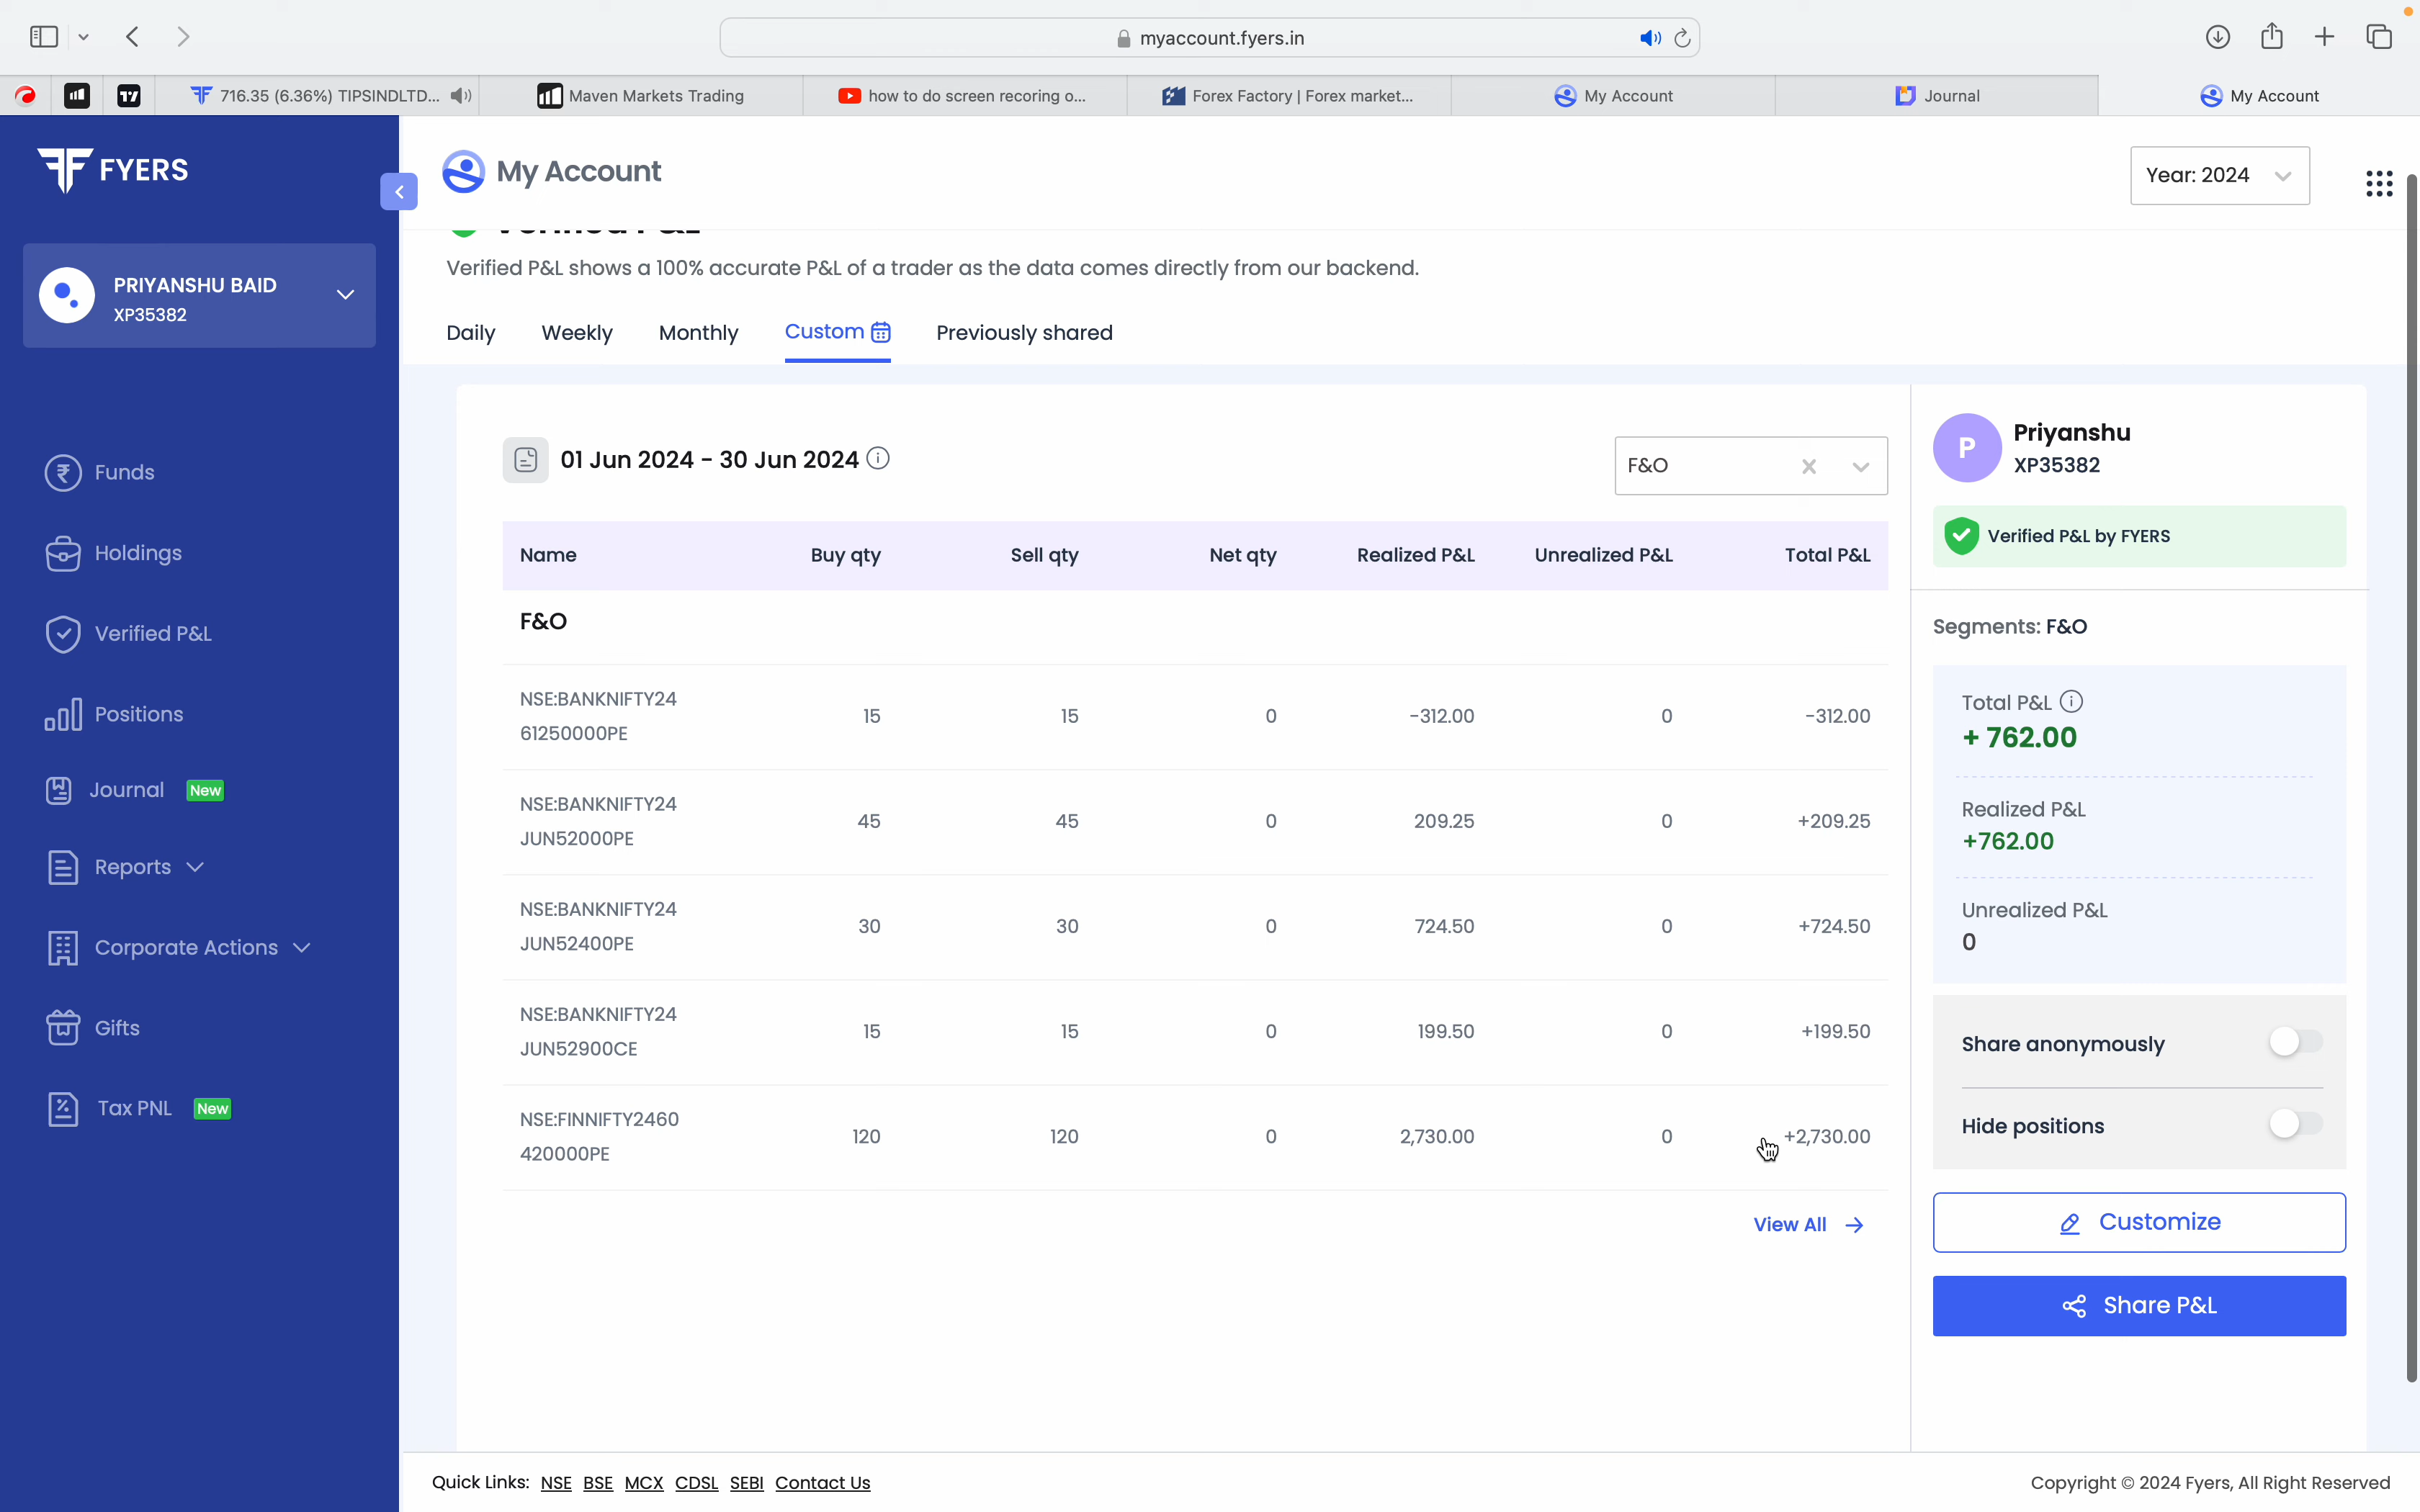 myaccount.fyers.in
716.35 (6.36%) TIPSINDLTD...
Maven Markets Trading
how to do screen recoring o...
Forex Factory | Forex market...
My Account
Journal
My Account
FYERS
My Account
Year: 2024
PRIYANSHU BAID
XP35382
Funds
Holdings
Verified P&L
Positions
Journal New
Reports
Corporate Actions
Gifts
Tax PNL New
Verified P&L
Verified P&L shows a 100% accurate P&L of a trader as the data comes directly from our backend.
Daily Weekly Monthly Custom Previously shared
01 Jun 2024 - 30 Jun 2024
F&O
Name Buy qty Sell qty Net qty Realized P&L Unrealized P&L Total P&L
F&O
NSE:BANKNIFTY24
61250000PE
15 15 0 -312.00 0 -312.00
NSE:BANKNIFTY24
JUN52000PE
45 45 0 209.25 0 +209.25
NSE:BANKNIFTY24
JUN52400PE
30 30 0 724.50 0 +724.50
NSE:BANKNIFTY24
JUN52900CE
15 15 0 199.50 0 +199.50
NSE:FINNIFTY2460
420000PE
120 120 0 2,730.00 0 +2,730.00
View All
P
Priyanshu
XP35382
Verified P&L by FYERS
Segments: F&O
Total P&L
+ 762.00
Realized P&L
+762.00
Unrealized P&L
0
Share anonymously
Hide positions
Customize
Share P&L
Quick Links: NSE BSE MCX CDSL SEBI Contact Us
Copyright © 2024 Fyers, All Right Reserved